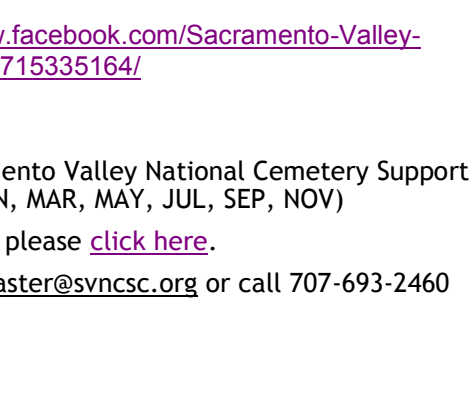 .facebook.com/Sacramento-Valley-
715335164/
ento Valley National Cemetery Support
N, MAR, MAY, JUL, SEP, NOV)
please click here.
aster@svncsc.org or call 707-693-2460